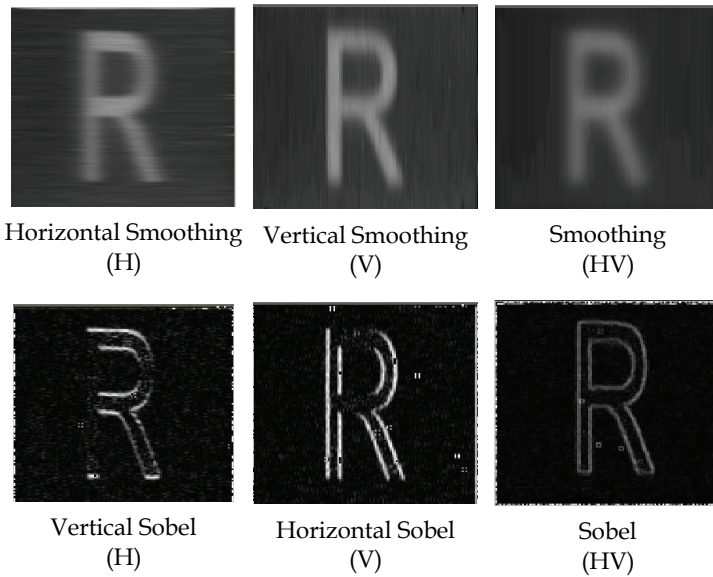 R R R
Horizontal Smoothing Vertical Smoothing Smoothing
(H) (V) (HV)
R R R
Vertical Sobel Horizontal Sobel Sobel
(H) (V) (HV)